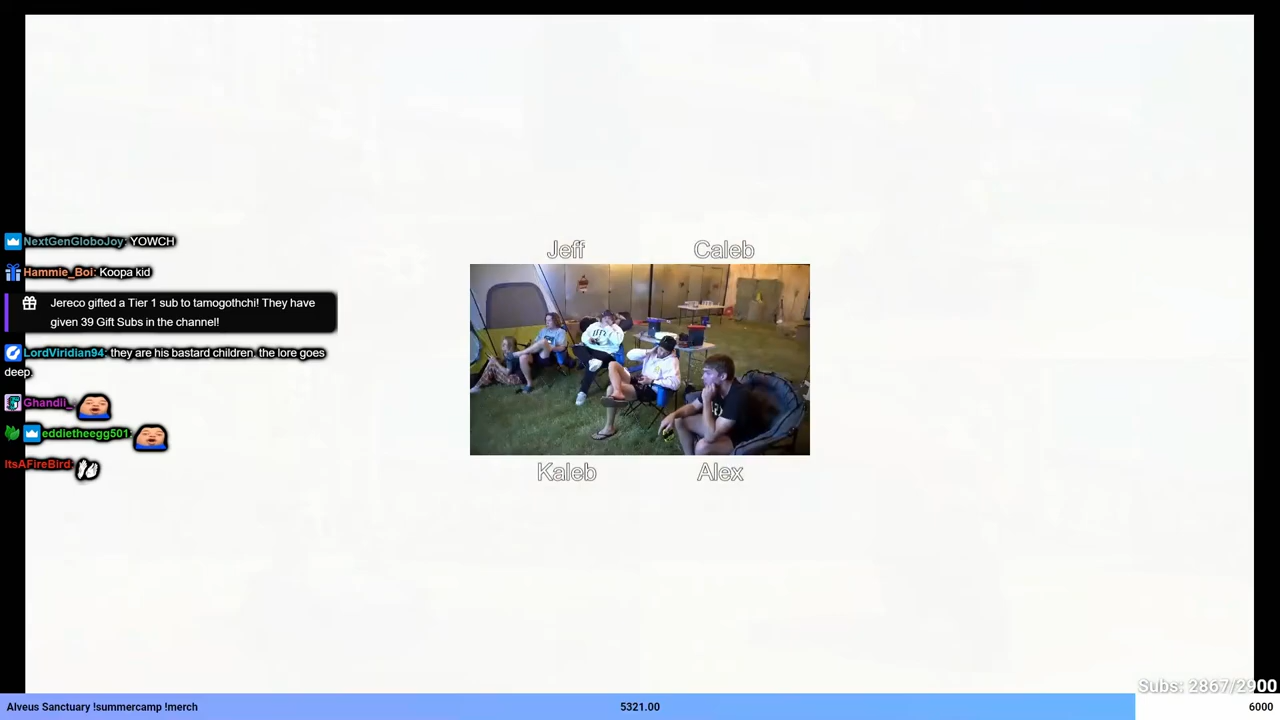 Jeff Caleb
NextGenGloboJoy: YOWCH
Hammie_Boi: Koopa kid
Jereco gifted a Tier 1 sub to tamogothchi! They have
given 39 Gift Subs in the channel!
LordViridian94: they are his bastard children, the lore goes
deep
Ghandii_:
eddietheegg501:
ItsAFireBird:
Kaleb Alex
Subs: 2867/2900
Alveus Sanctuary !summercamp !merch 5321.00 6000